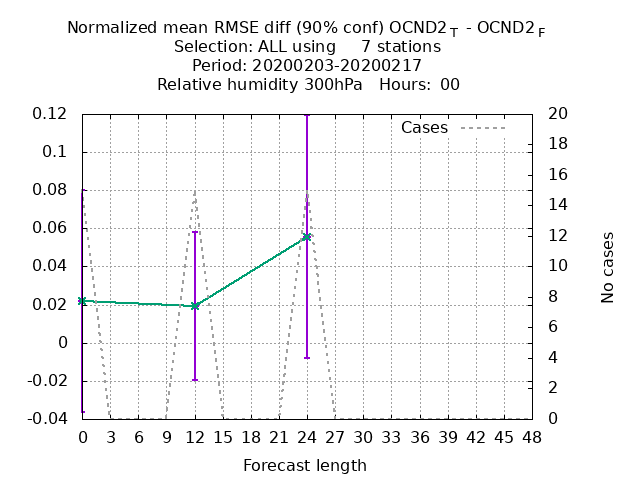 Normalized mean RMSE diff (90% conf) OCND2 T - OCND2 F
Selection: ALL using 7 stations
Period: 20200203-20200217
Relative humidity 300hPa Hours: 00
Cases
0.12
0.1
0.08
0.06
0.04
0.02
0
-0.02
-0.04
20
18
16
14
12
10
8
6
4
2
0
No cases
0 3 6 9 12 15 18 21 24 27 30 33 36 39 42 45 48
Forecast length